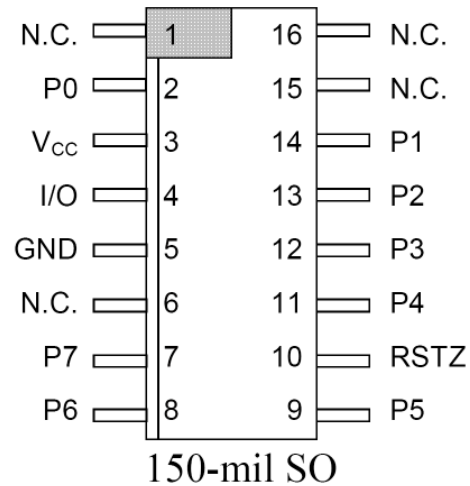 N.C. 1 16 N.C.
P0 2 15 N.C.
VCC 3 14 P1
I/O 4 13 P2
GND 5 12 P3
N.C. 6 11 P4
P7 7 10 RSTZ
P6 8 9 P5
150-mil SO